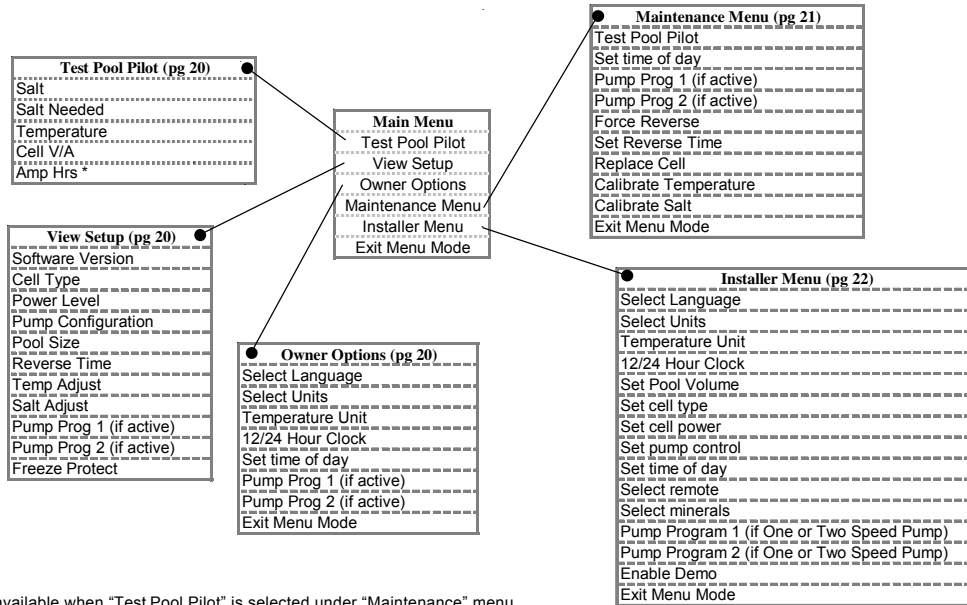 Test Pool Pilot (pg 20)
Salt
Salt Needed
Temperature
Cell V/A
Amp Hrs *
View Setup (pg 20)
Software Version
Cell Type
Power Level
Pump Configuration
Pool Size
Reverse Time
Temp Adjust
Salt Adjust
Pump Prog 1 (if active)
Pump Prog 2 (if active)
Freeze Protect
Main Menu
Test Pool Pilot
View Setup
Owner Options
Maintenance Menu
Installer Menu
Exit Menu Mode
Owner Options (pg 20)
Select Language
Select Units
Temperature Unit
12/24 Hour Clock
Set time of day
Pump Prog 1 (if active)
Pump Prog 2 (if active)
Exit Menu Mode
Maintenance Menu (pg 21)
Test Pool Pilot
Set time of day
Pump Prog 1 (if active)
Pump Prog 2 (if active)
Force Reverse
Set Reverse Time
Replace Cell
Calibrate Temperature
Calibrate Salt
Exit Menu Mode
Installer Menu (pg 22)
Select Language
Select Units
Temperature Unit
12/24 Hour Clock
Set Pool Volume
Set cell type
Set cell power
Set pump control
Set time of day
Select remote
Select minerals
Pump Program 1 (if One or Two Speed Pump)
Pump Program 2 (if One or Two Speed Pump)
Enable Demo
Exit Menu Mode
available when "Test Pool Pilot" is selected under "Maintenance" menu